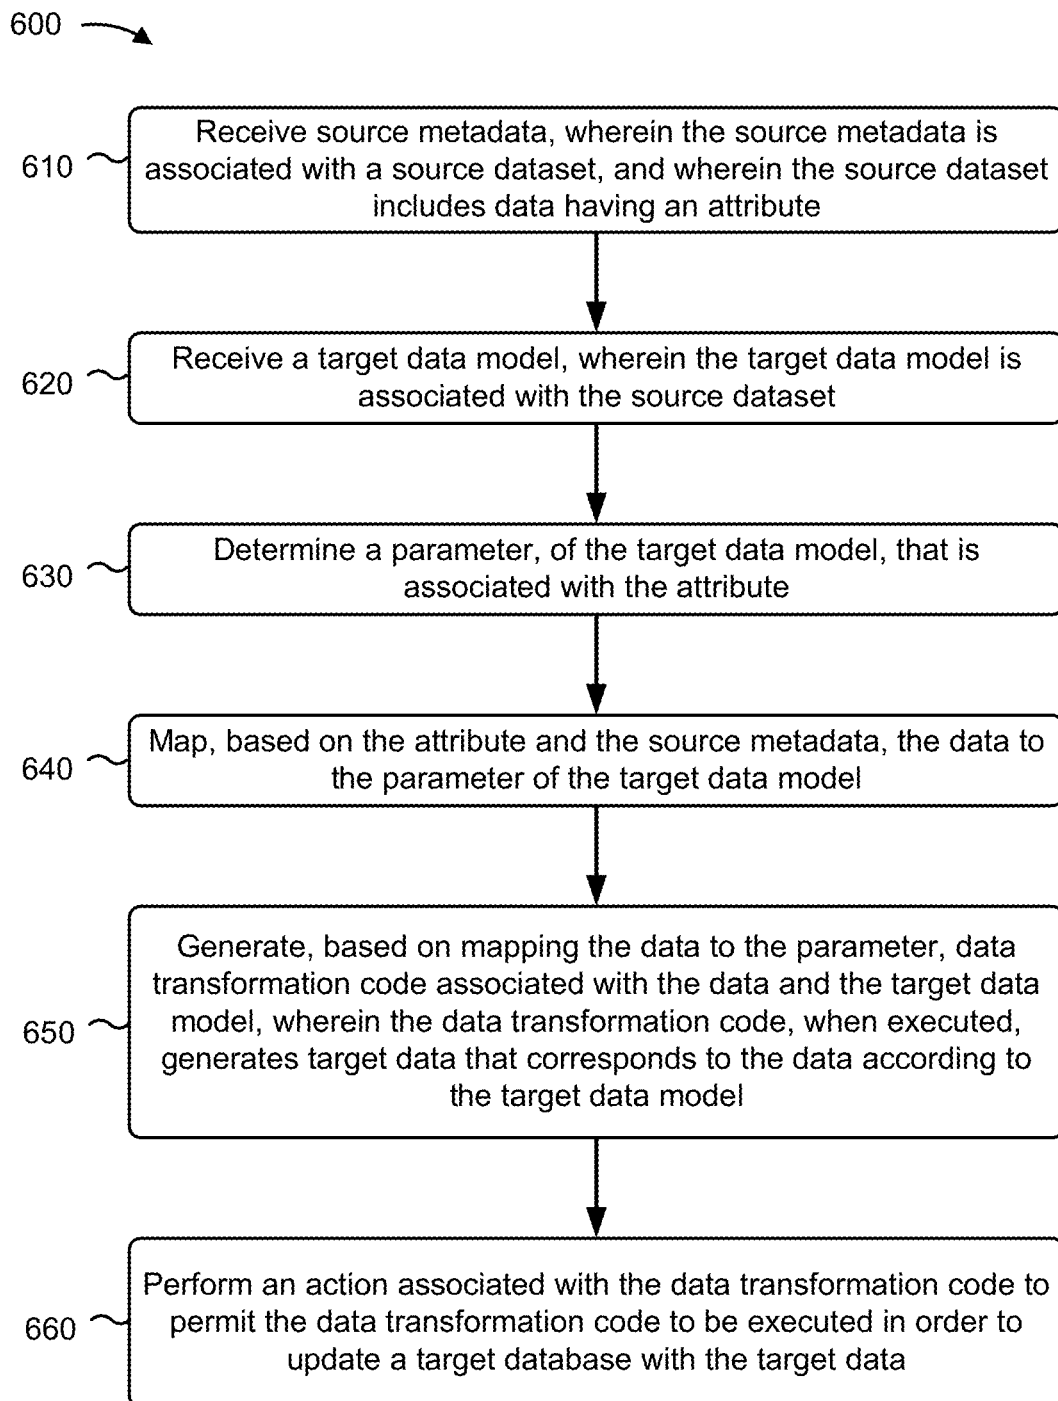 600
610
Receive source metadata, wherein the source metadata is
associated with a source dataset, and wherein the source dataset
includes data having an attribute
620
Receive a target data model, wherein the target data model is
associated with the source dataset
630
Determine a parameter, of the target data model, that is
associated with the attribute
640
Map, based on the attribute and the source metadata, the data to
the parameter of the target data model
650
Generate, based on mapping the data to the parameter, data
transformation code associated with the data and the target data
model, wherein the data transformation code, when executed,
generates target data that corresponds to the data according to
the target data model
660
Perform an action associated with the data transformation code to
permit the data transformation code to be executed in order to
update a target database with the target data